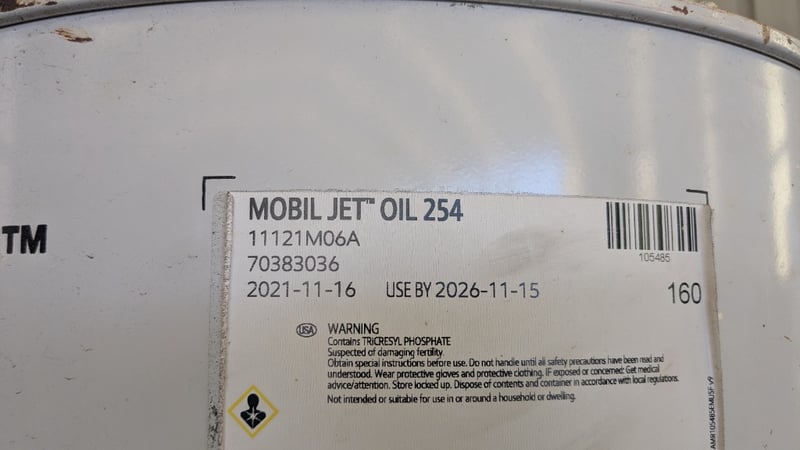 TM
MOBIL JET™ OIL 254
11121M06A
70383036
2021-11-16 USE BY 2026-11-15
105485
160
USA
WARNING
Contains TRICRESYL PHOSPHATE
Suspected of damaging fertility.
Obtain special instructions before use. Do not handle until all safety precautions have been read and
understood. Wear protective gloves and protective clothing. IF exposed or concerned: Get medical
advice/attention. Store locked up. Dispose of contents and container in accordance with local regulations.
Not intended or suitable for use in or around a household or dwelling.
AMR105485EMUSF V9